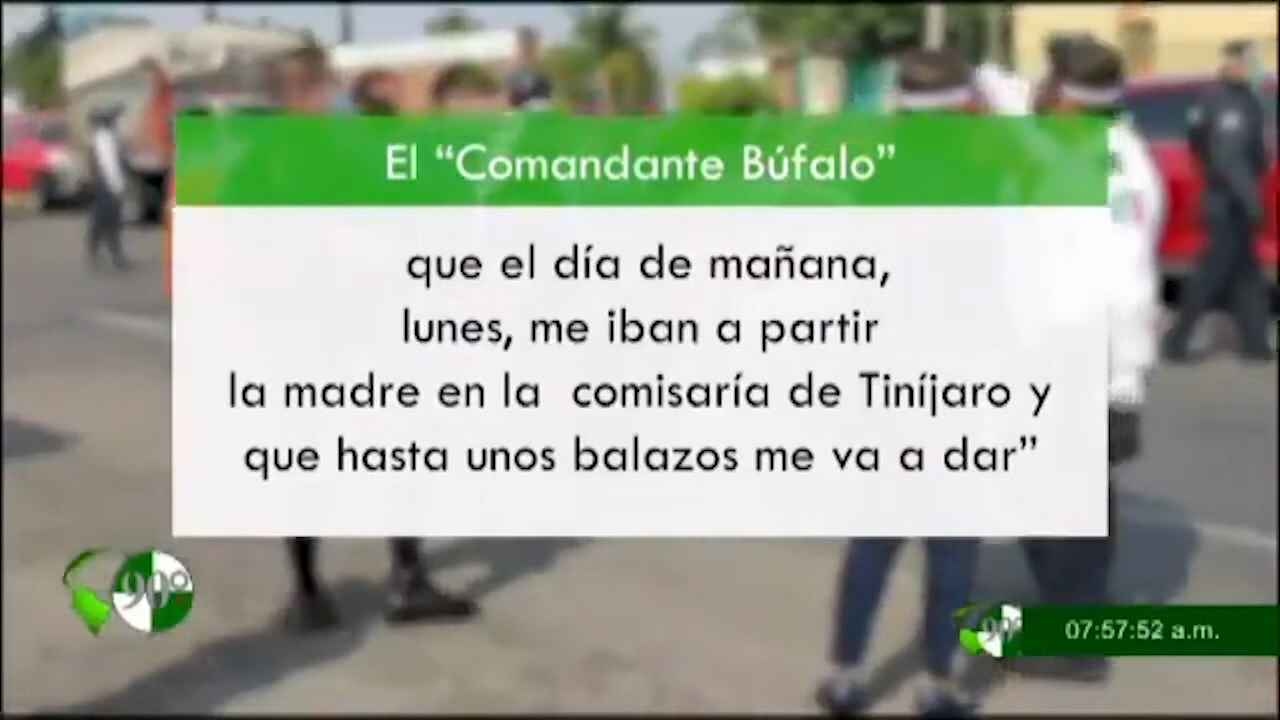 El “Comandante Búfalo”
que el día de mañana,
lunes, me iban a partir
la madre en la comisaría de Tiníjaro y
que hasta unos balazos me va a dar”
90°
90°
07:57:52 a.m.